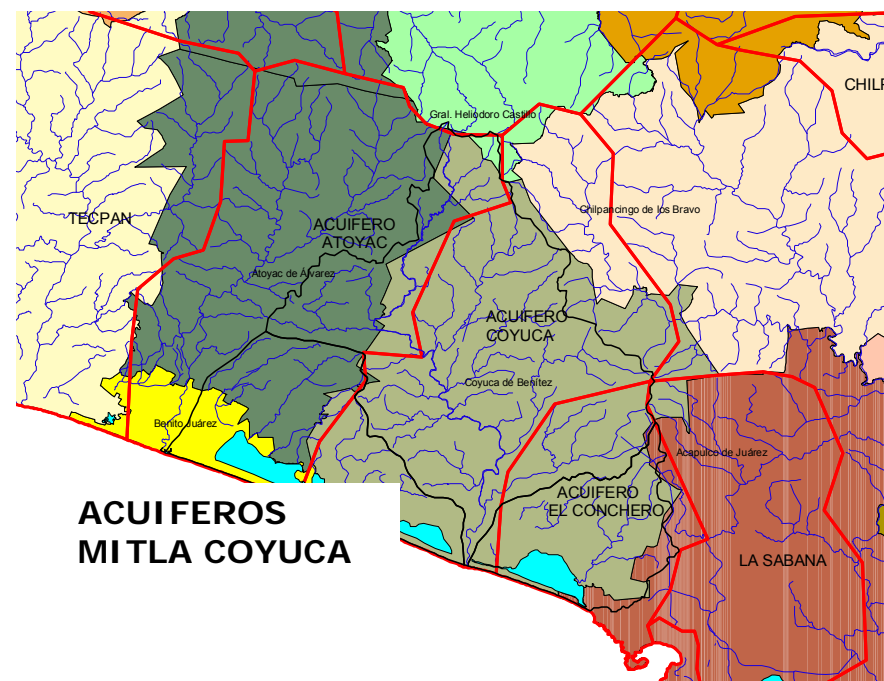 CHILP
Gral. Heliodoro Castillo
TECPAN
Chilpancingo de los Bravo
ACUIFERO
ATOYAC
Atoyac de Álvarez
ACUIFERO
COYUCA
Coyuca de Benítez
Benito Juárez
Acapulco de Juárez
ACUIFERO
EL CONCHERO
ACUIFEROS
MITLA COYUCA
LA SABANA